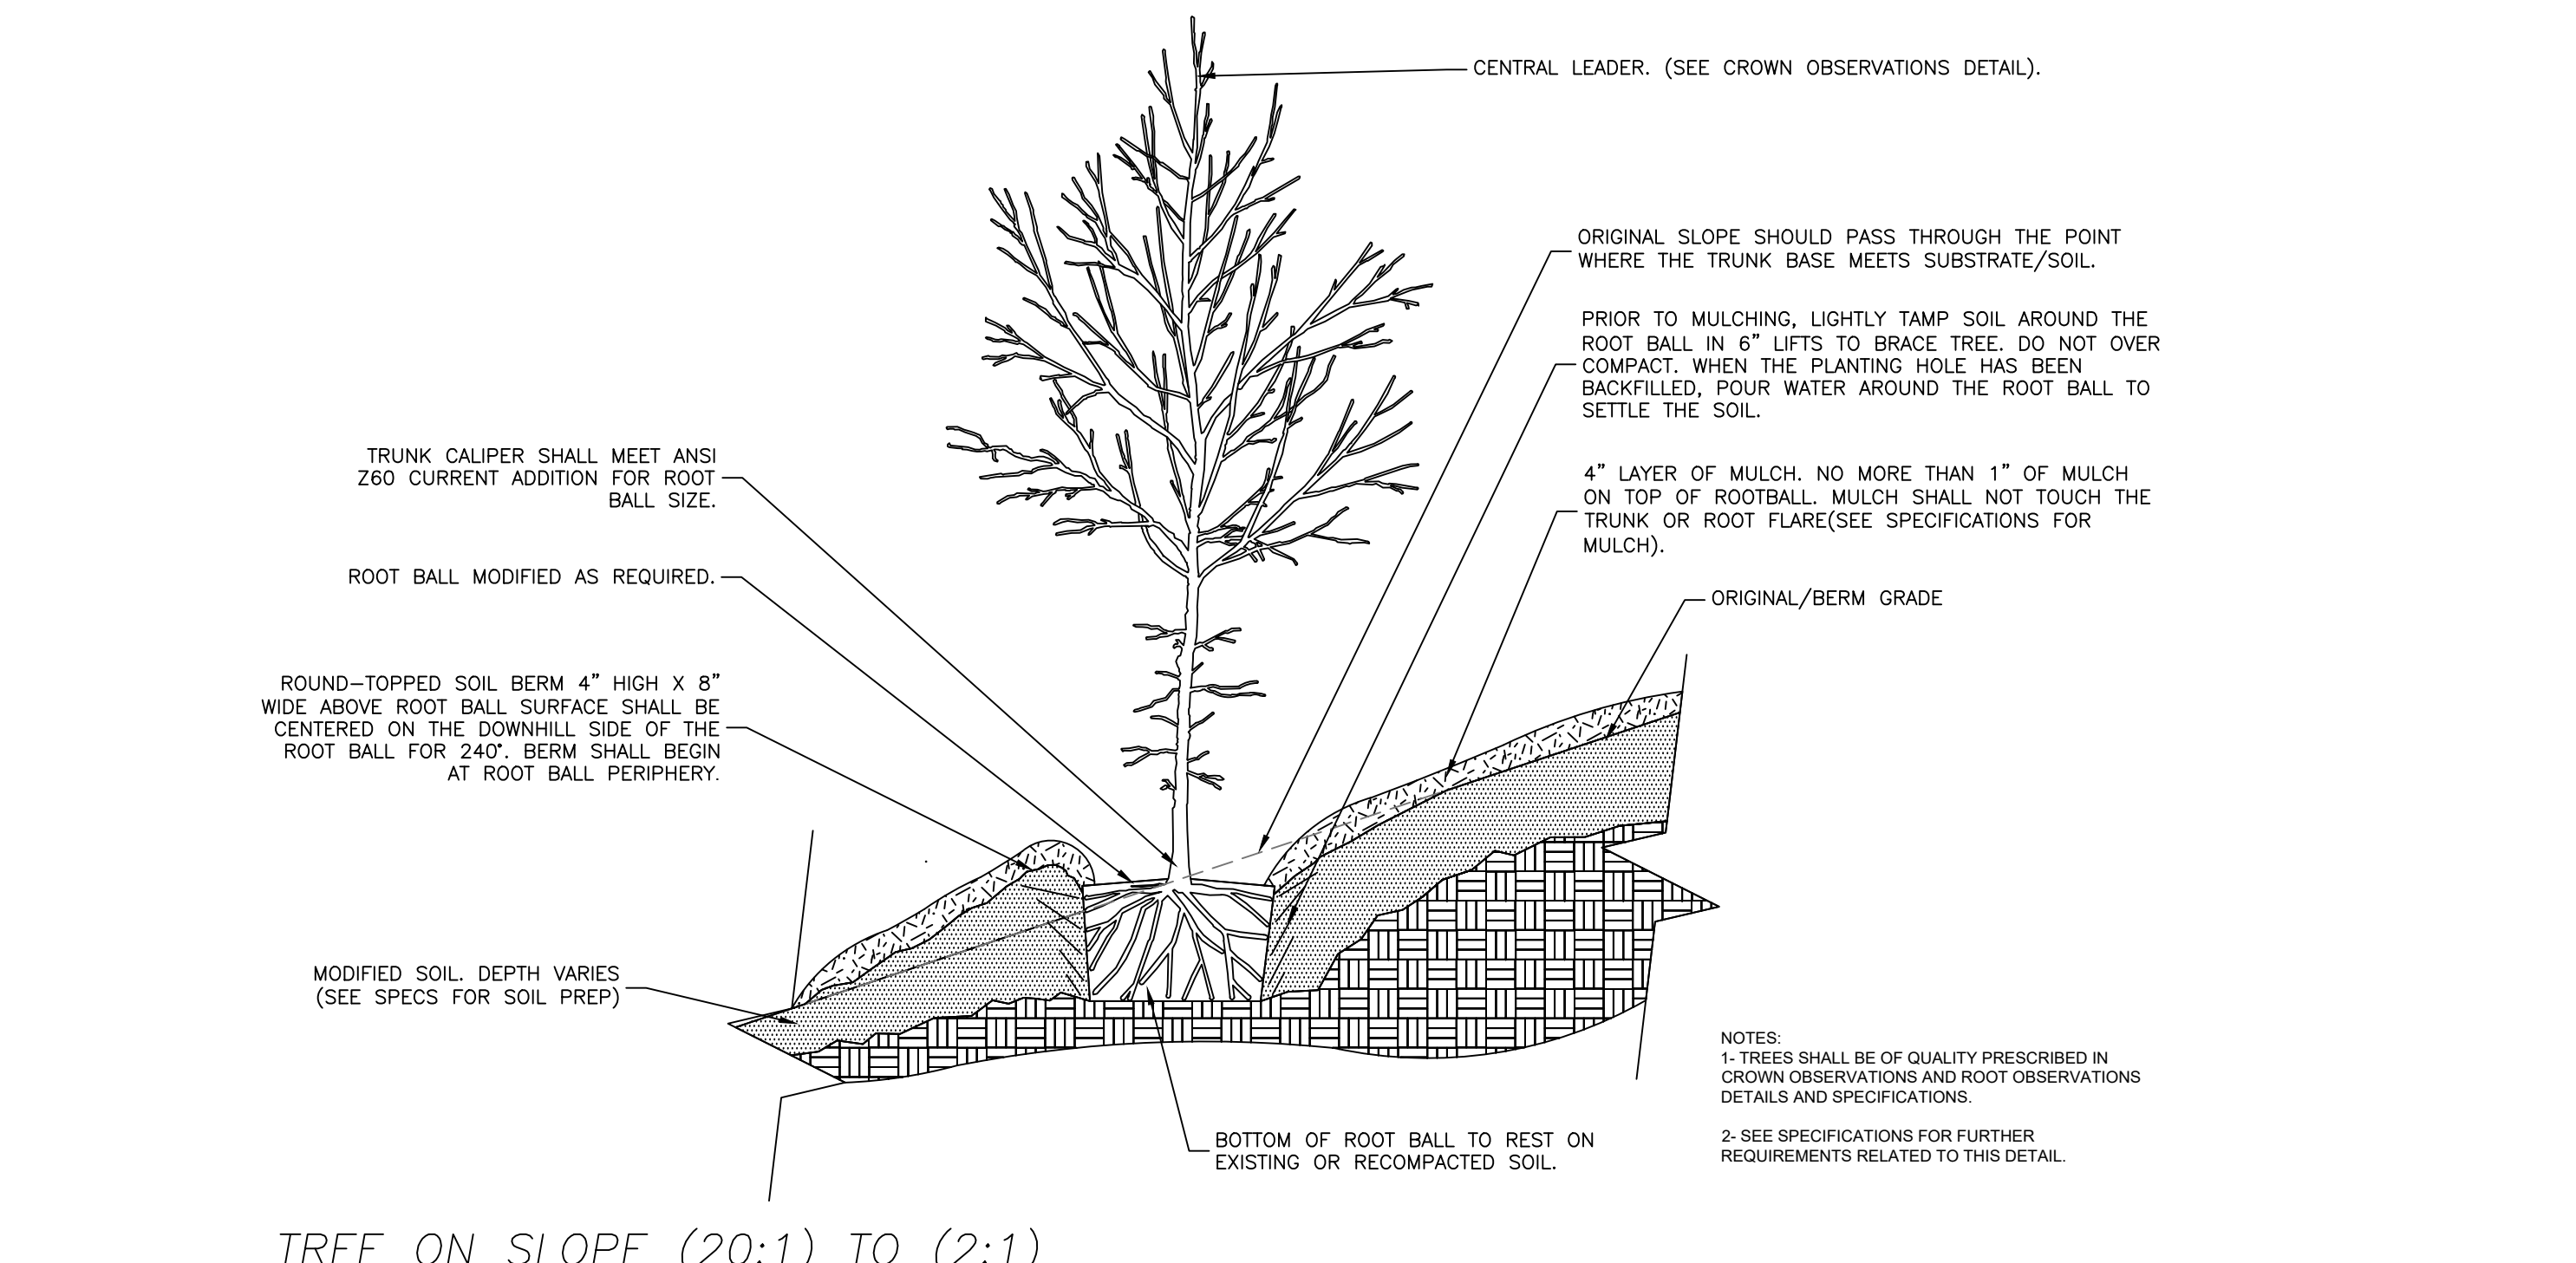 CENTRAL LEADER. (SEE CROWN OBSERVATIONS DETAIL).
ORIGINAL SLOPE SHOULD PASS THROUGH THE POINT
WHERE THE TRUNK BASE MEETS SUBSTRATE/SOIL.
PRIOR TO MULCHING, LIGHTLY TAMP SOIL AROUND THE
ROOT BALL IN 6” LIFTS TO BRACE TREE. DO NOT OVER
COMPACT. WHEN THE PLANTING HOLE HAS BEEN
BACKFILLED, POUR WATER AROUND THE ROOT BALL TO
SETTLE THE SOIL.
TRUNK CALIPER SHALL MEET ANSI
Z60 CURRENT ADDITION FOR ROOT
BALL SIZE.
4” LAYER OF MULCH. NO MORE THAN 1” OF MULCH
ON TOP OF ROOTBALL. MULCH SHALL NOT TOUCH THE
TRUNK OR ROOT FLARE(SEE SPECIFICATIONS FOR
MULCH).
ROOT BALL MODIFIED AS REQUIRED.
ORIGINAL/BERM GRADE
ROUND–TOPPED SOIL BERM 4” HIGH X 8”
WIDE ABOVE ROOT BALL SURFACE SHALL BE
CENTERED ON THE DOWNHILL SIDE OF THE
ROOT BALL FOR 240°. BERM SHALL BEGIN
AT ROOT BALL PERIPHERY.
MODIFIED SOIL. DEPTH VARIES
(SEE SPECS FOR SOIL PREP)
NOTES:
1- TREES SHALL BE OF QUALITY PRESCRIBED IN
CROWN OBSERVATIONS AND ROOT OBSERVATIONS
DETAILS AND SPECIFICATIONS.
2- SEE SPECIFICATIONS FOR FURTHER
REQUIREMENTS RELATED TO THIS DETAIL.
BOTTOM OF ROOT BALL TO REST ON
EXISTING OR RECOMPACTED SOIL.
TREE ON SLOPE (20:1) TO (2:1)